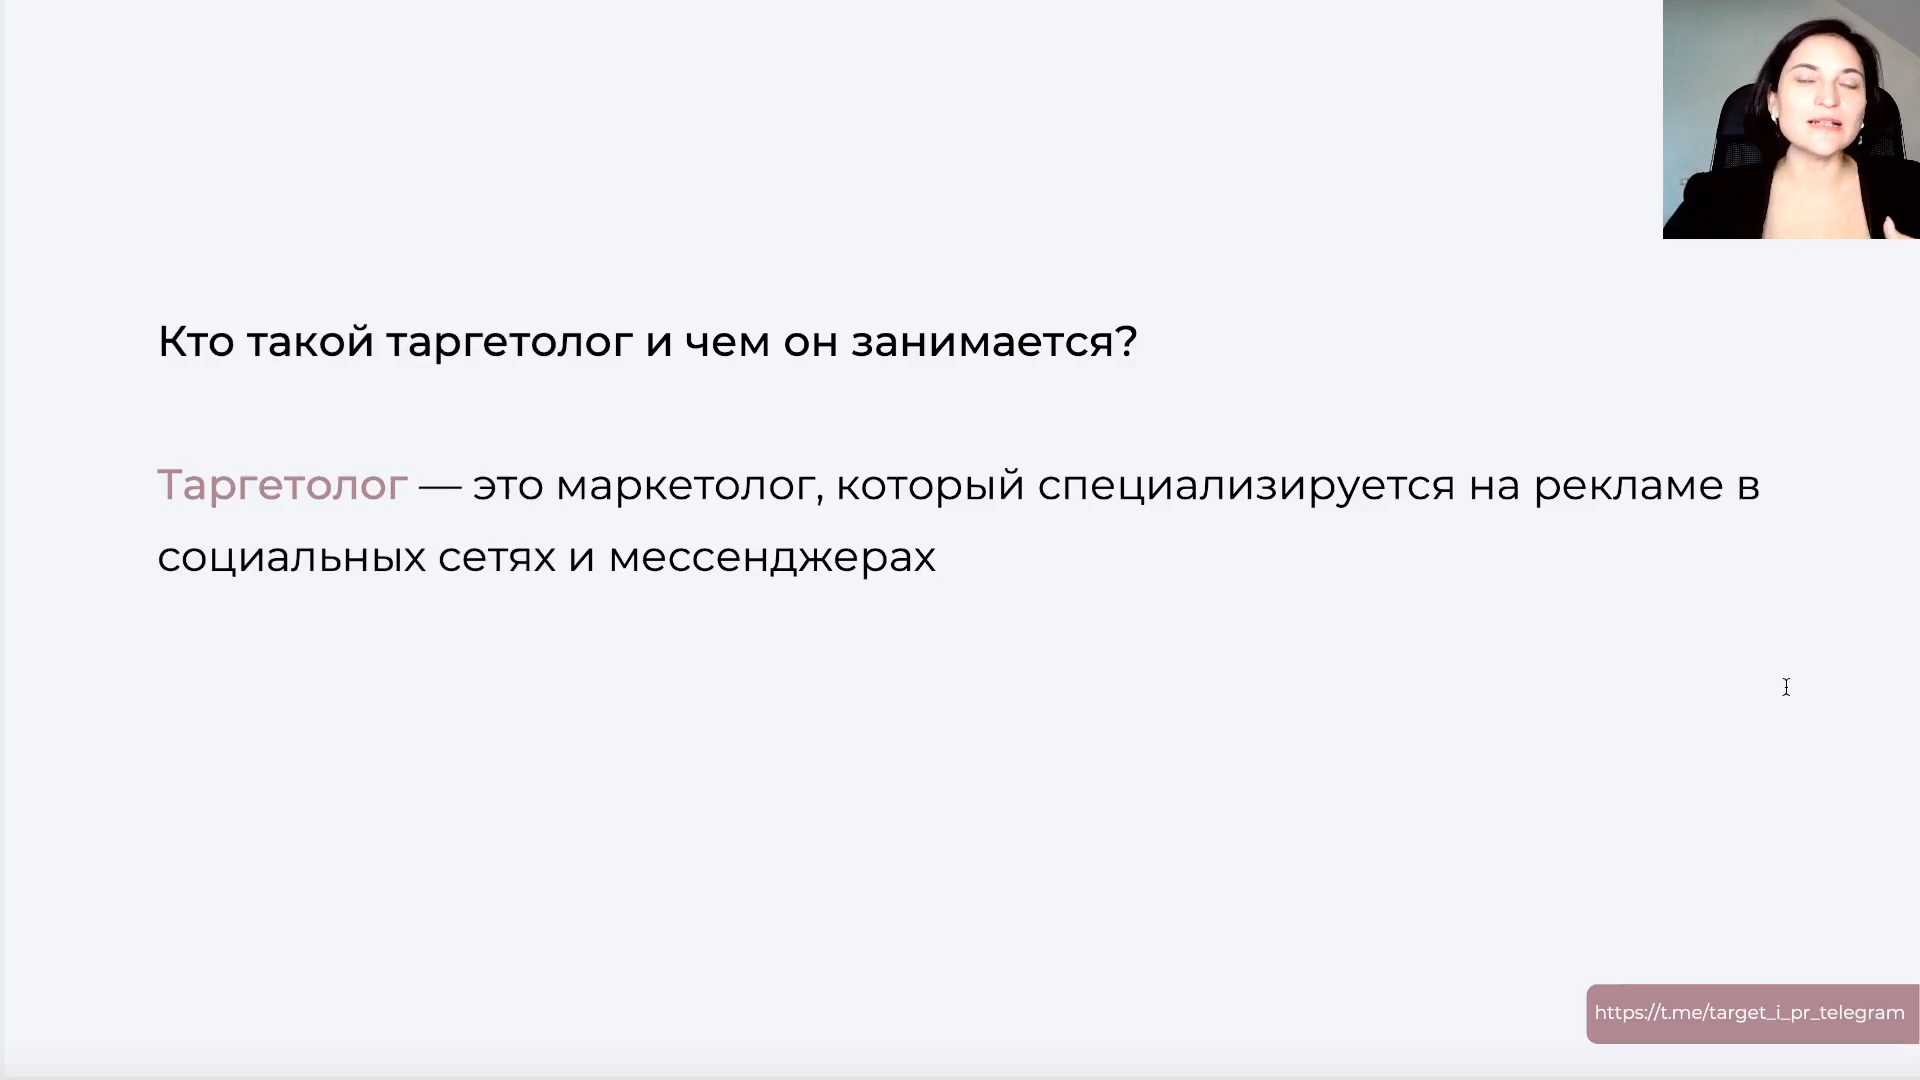 Кто такой таргетолог и чем он занимается?
Таргетолог — это маркетолог, который специализируется на рекламе в
социальных сетях и мессенджерах
https://t.me/target_i_pr_telegram